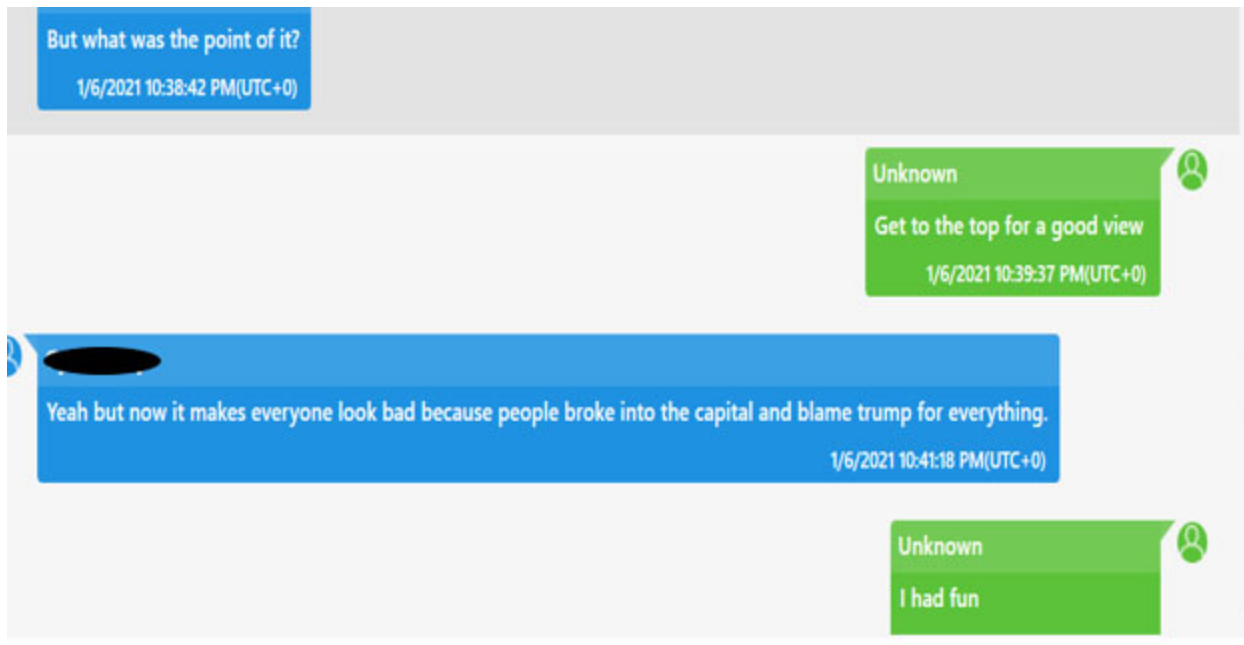 But what was the point of it?
1/6/2021 10:38:42 PM(UTC+0)
Unknown
Get to the top for a good view
1/6/2021 10:39:37 PM(UTC+0)
Yeah but now it makes everyone look bad because people broke into the capital and blame trump for everything.
1/6/2021 10:41:18 PM(UTC+0)
Unknown
I had fun